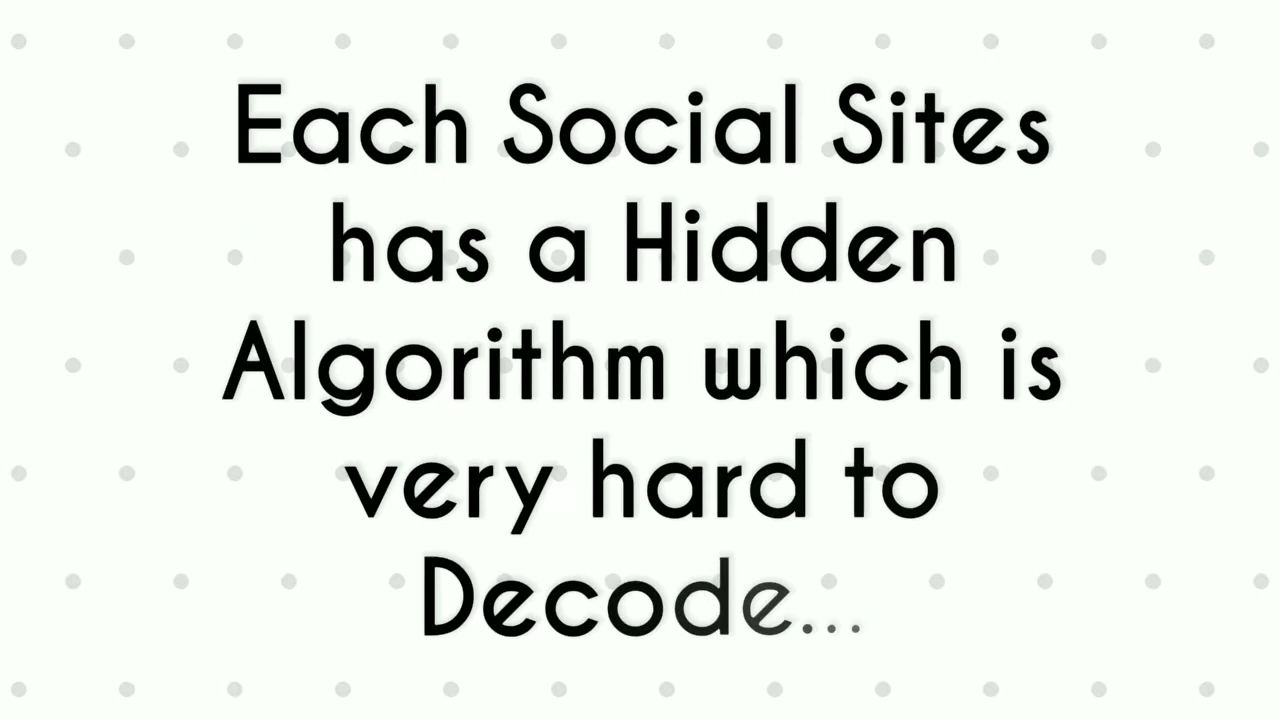 Each Social Sites
has a Hidden
Algorithm which is
very hard to
Decode...